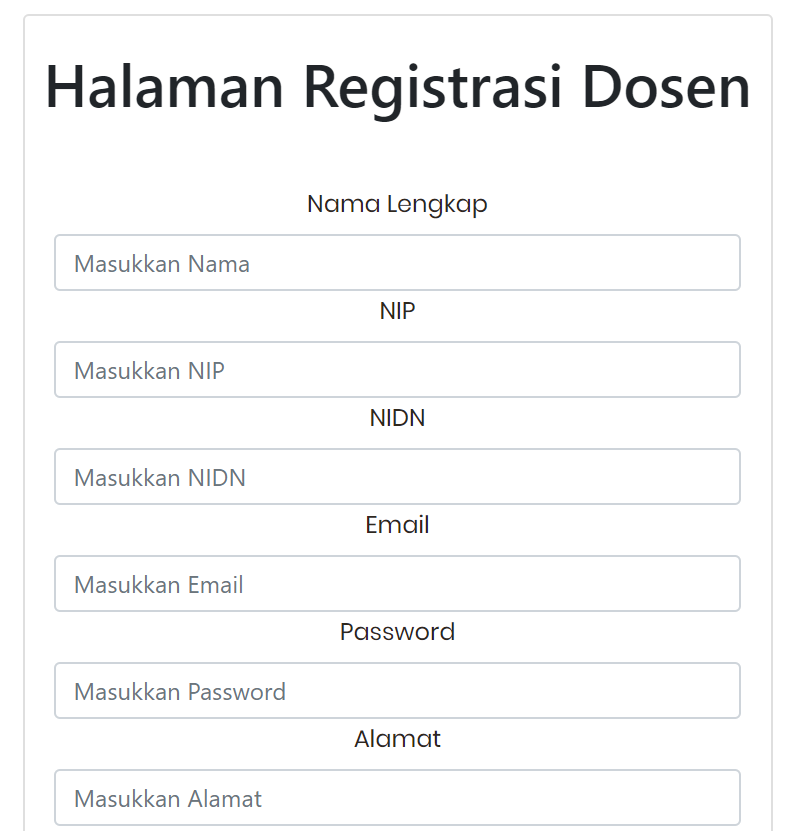 Halaman Registrasi Dosen
Nama Lengkap
Masukkan Nama
NIP
Masukkan NIP
NIDN
Masukkan NIDN
Email
Masukkan Email
Password
Masukkan Password
Alamat
Masukkan Alamat